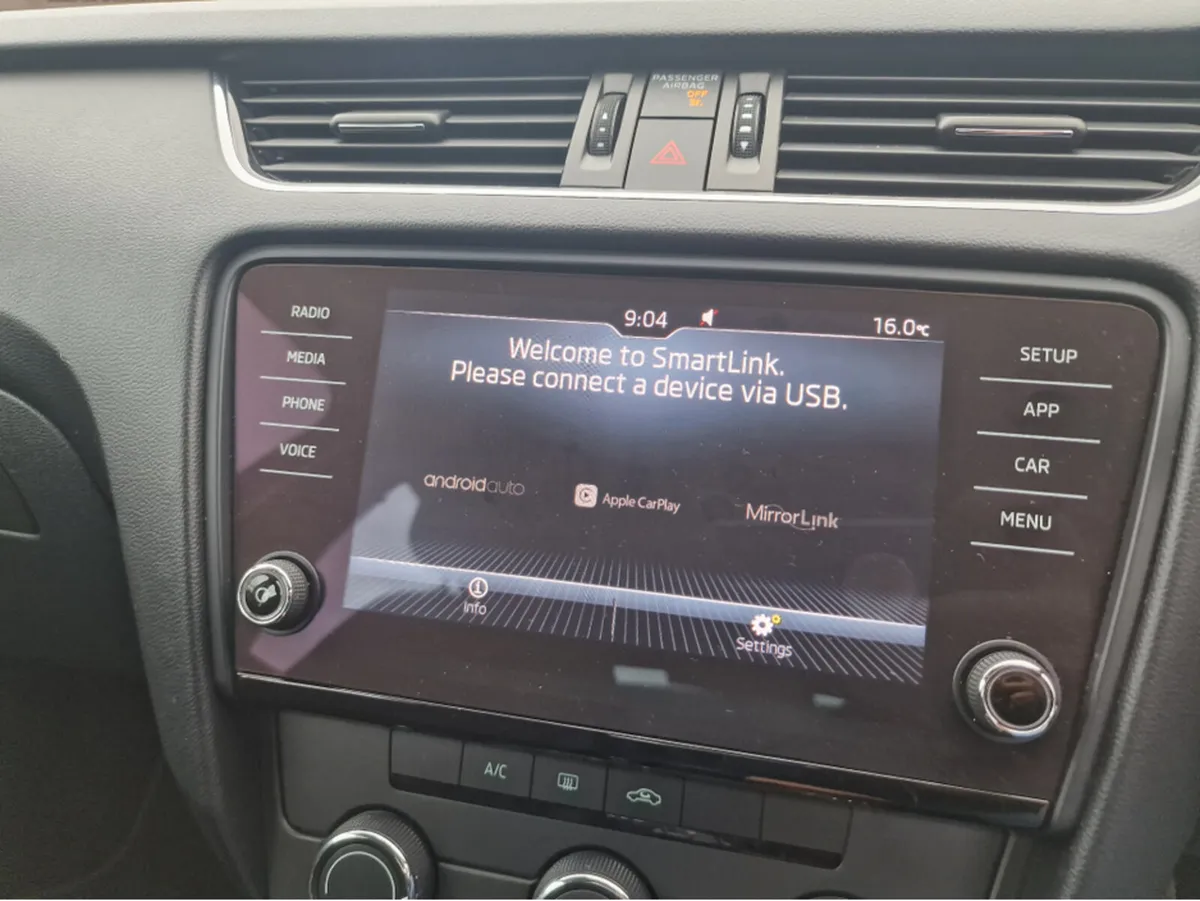 PASSENGER
AIRBAG
OFF
RADIO
MEDIA
PHONE
VOICE
9:04
16.0°C
Welcome to SmartLink.
Please connect a device via USB.
androidauto
Apple CarPlay
MirrorLink
Info
Settings
SETUP
APP
CAR
MENU
A/C